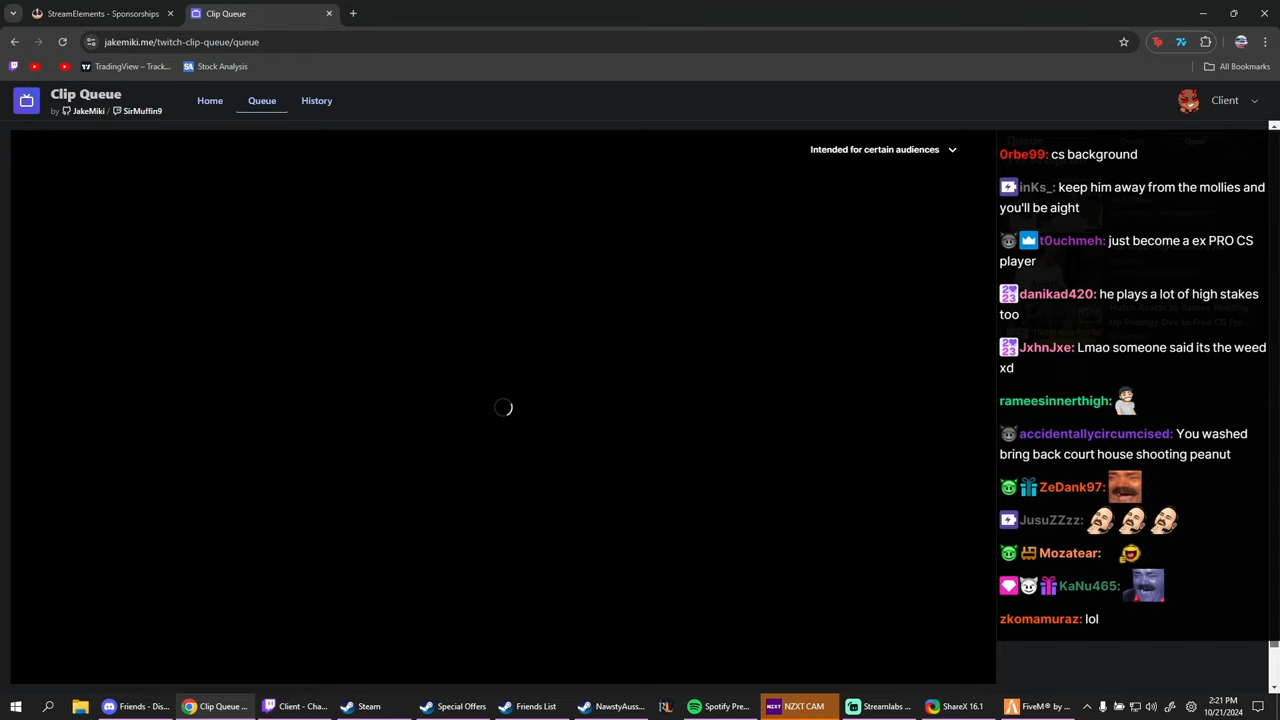 StreamElements - Sponsorships
Clip Queue
jakemiki.me/twitch-clip-queue/queue
TradingView – Track...
Stock Analysis
All Bookmarks
Clip Queue
by JakeMiki / SirMuffin9
Home
Queue
History
Client
Intended for certain audiences
0rbe99: cs background
inKs_: keep him away from the mollies and
you'll be aight
t0uchmeh: just become a ex PRO CS
player
danikad420: he plays a lot of high stakes
too
JxhnJxe: Lmao someone said its the weed
xd
rameesinnerthigh:
accidentallycircumcised: You washed
bring back court house shooting peanut
ZeDank97:
JusuZZzz:
Mozatear:
KaNu465:
zkomamuraz: lol
Friends - Dis...
Clip Queue ...
Client - Cha...
Steam
Special Offers
Friends List
NawstyAuss...
Spotify Pre...
NZXT CAM
Streamlabs ...
ShareX 16.1
FiveM® by ...
2:21 PM
10/21/2024